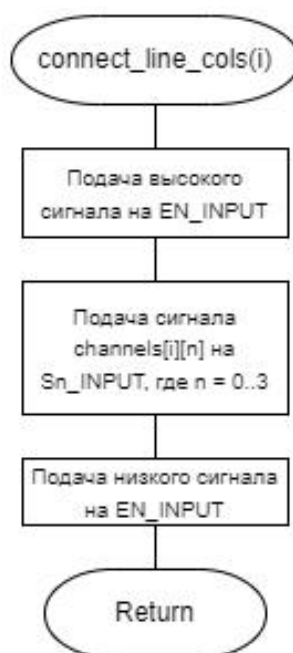 connect_line_cols(i)
Подача высокого
сигнала на EN_INPUT
Подача сигнала
channels[i][n] на
Sn_INPUT, где n = 0..3
Подача низкого сигнала
на EN_INPUT
Return